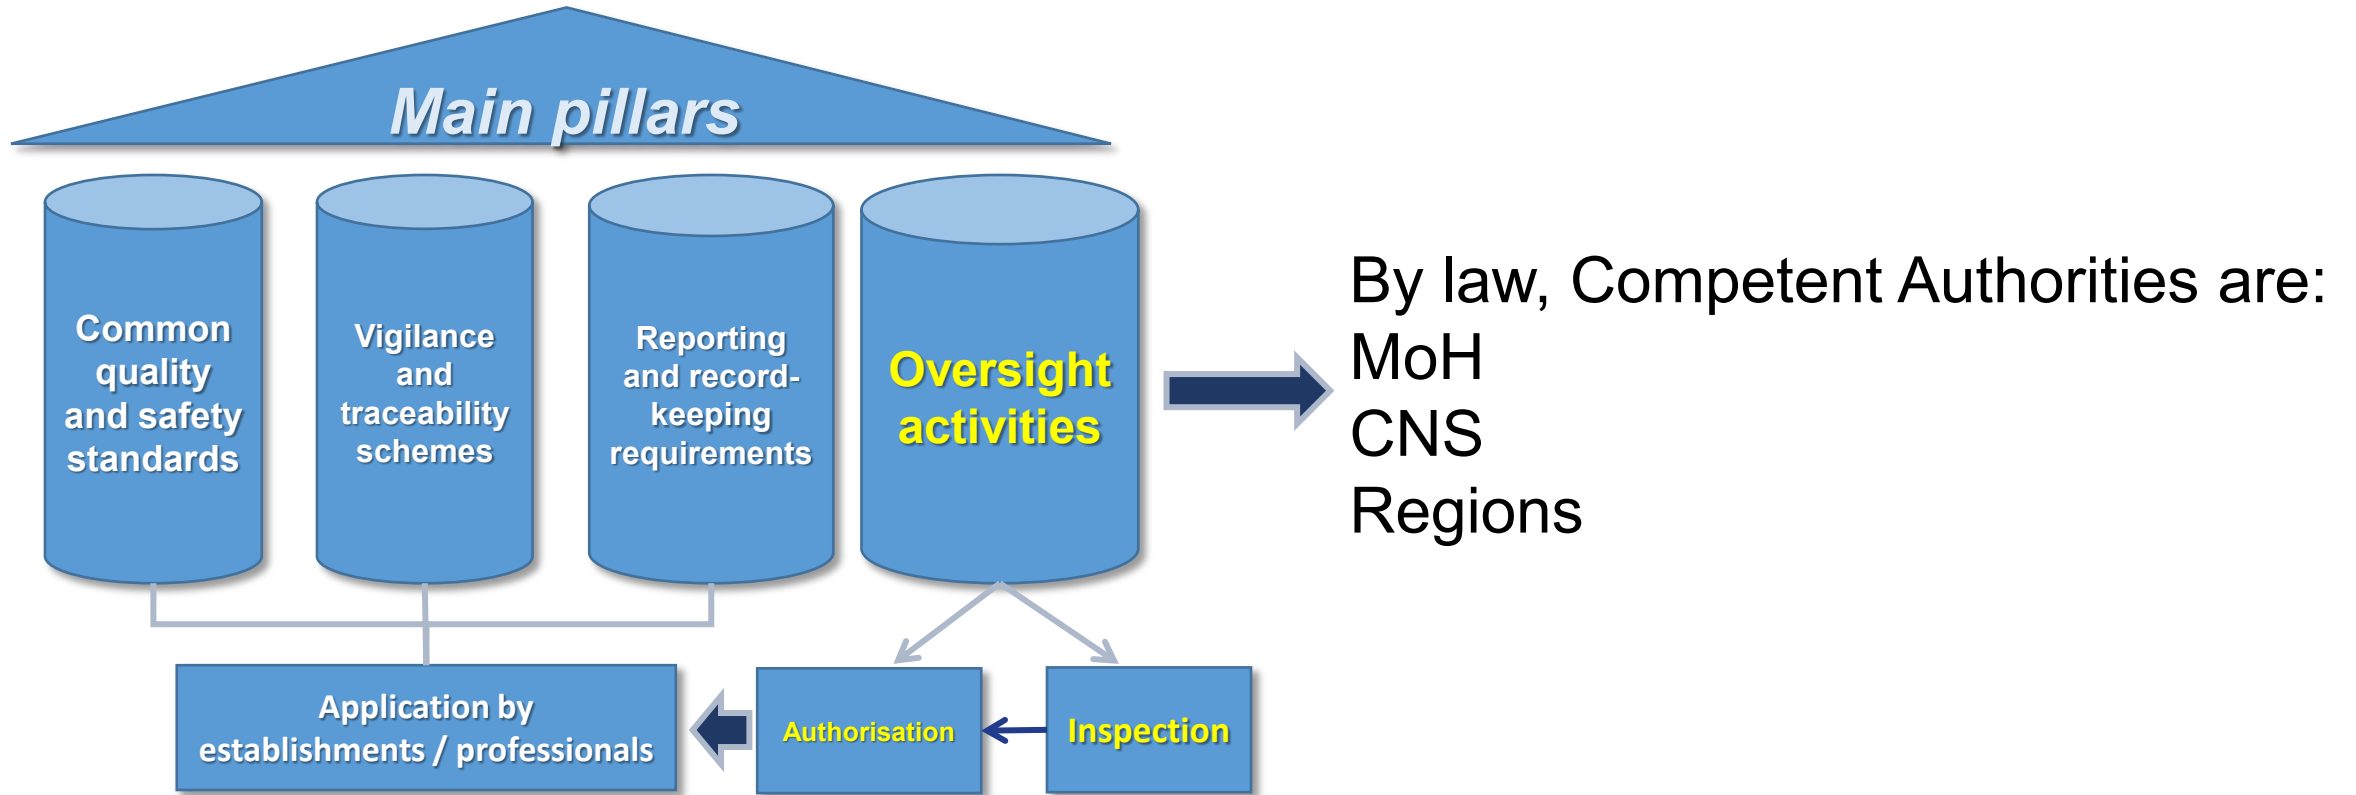 Main pillars
Common
quality
and safety
standards
Vigilance
and
traceability
schemes
Reporting
and record-
keeping
requirements
Oversight
activities
By law, Competent Authorities are:
MoH
CNS
Regions
Application by
establishments / professionals
Authorisation
Inspection